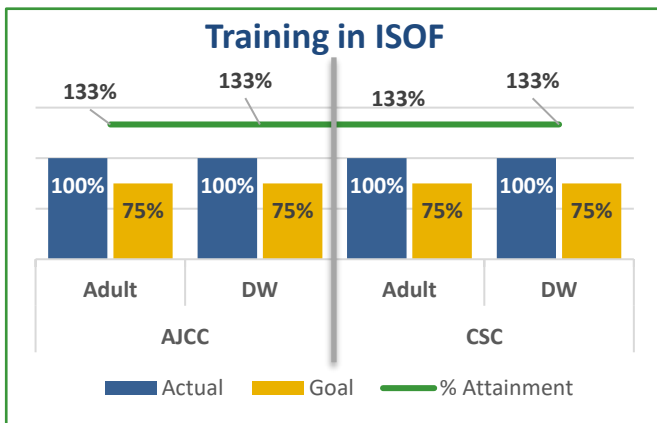 Training in ISOF
133% 133% 133% 133%
100% 75% 100% 75% 100% 75% 100% 75%
Adult DW Adult DW
AJCC CSC
Actual Goal % Attainment